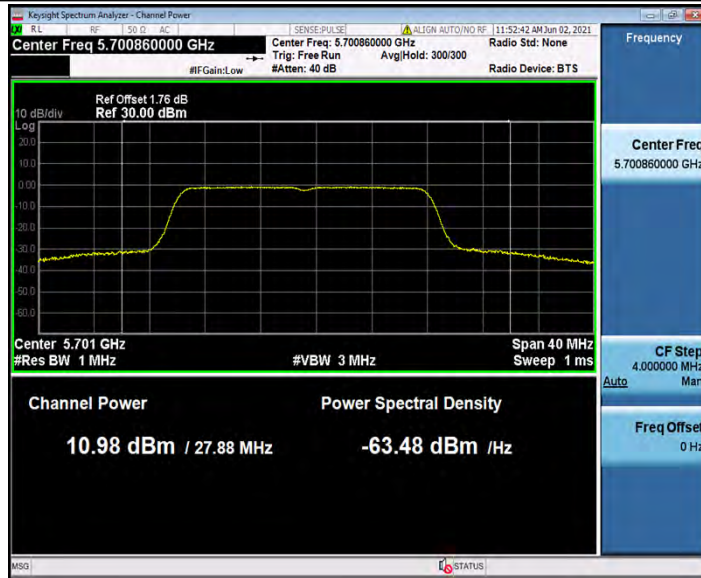 Keysight Spectrum Analyzer - Channel Power
RL RF 50 Ω AC SENSE:PULSE ALIGN AUTO/NO RF 11:52:42 AM Jun 02, 2021
Center Freq 5.700860000 GHz
Center Freq: 5.700860000 GHz Radio Std: None
Trig: Free Run Avg|Hold: 300/300
#IFGain:Low #Atten: 40 dB Radio Device: BTS
Ref Offset 1.76 dB
10 dB/div Ref 30.00 dBm
Log
20.0
10.0
0.00
-10.0
-20.0
-30.0
-40.0
-50.0
-60.0
Center 5.701 GHz Span 40 MHz
#Res BW 1 MHz #VBW 3 MHz Sweep 1 ms
Channel Power Power Spectral Density
10.98 dBm / 27.88 MHz -63.48 dBm /Hz
MSG STATUS
Frequency
Center Freq
5.700860000 GHz
CF Step
4.000000 MHz
Auto Man
Freq Offset
0 Hz